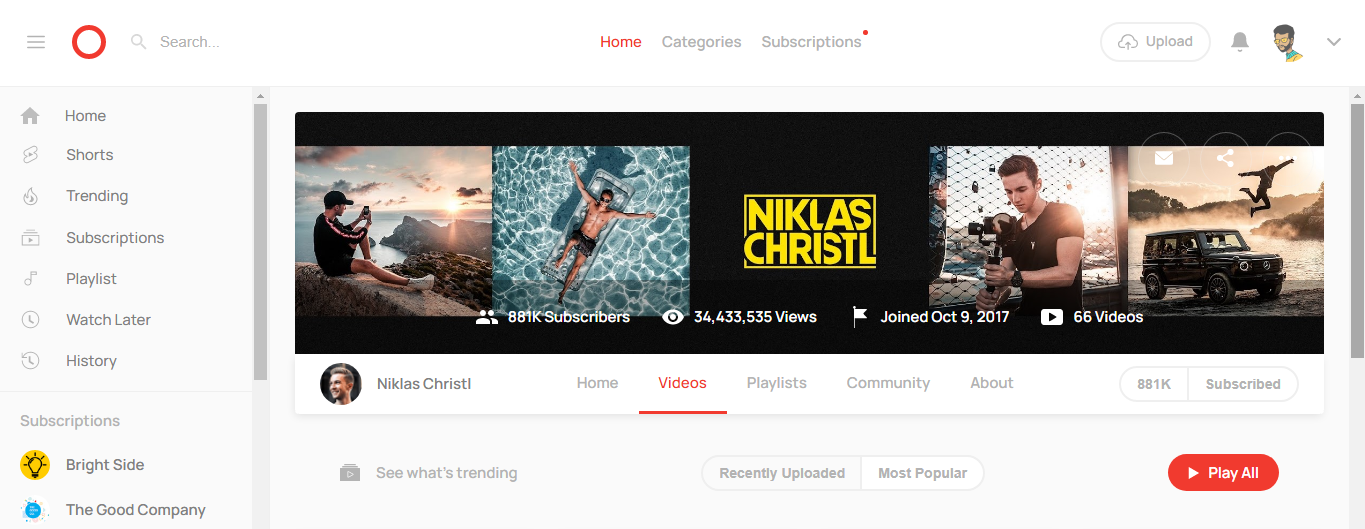 Search...
Home
Categories
Subscriptions
Upload
Home
Shorts
Trending
Subscriptions
Playlist
Watch Later
History
Subscriptions
Bright Side
The Good Company
NIKLAS
CHRISTL
881K Subscribers
34,433,535 Views
Joined Oct 9, 2017
66 Videos
Niklas Christl
Home
Videos
Playlists
Community
About
881K
Subscribed
See what's trending
Recently Uploaded
Most Popular
Play All